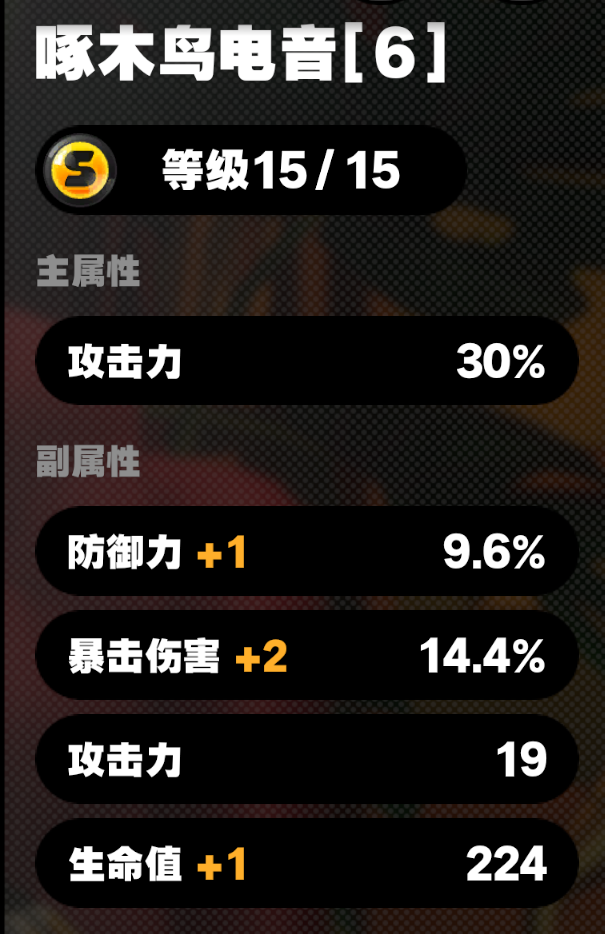 啄木鸟电音[6]
S 等级15/15
主属性
攻击力 30%
副属性
防御力 +1 9.6%
暴击伤害 +2 14.4%
攻击力 19
生命值 +1 224